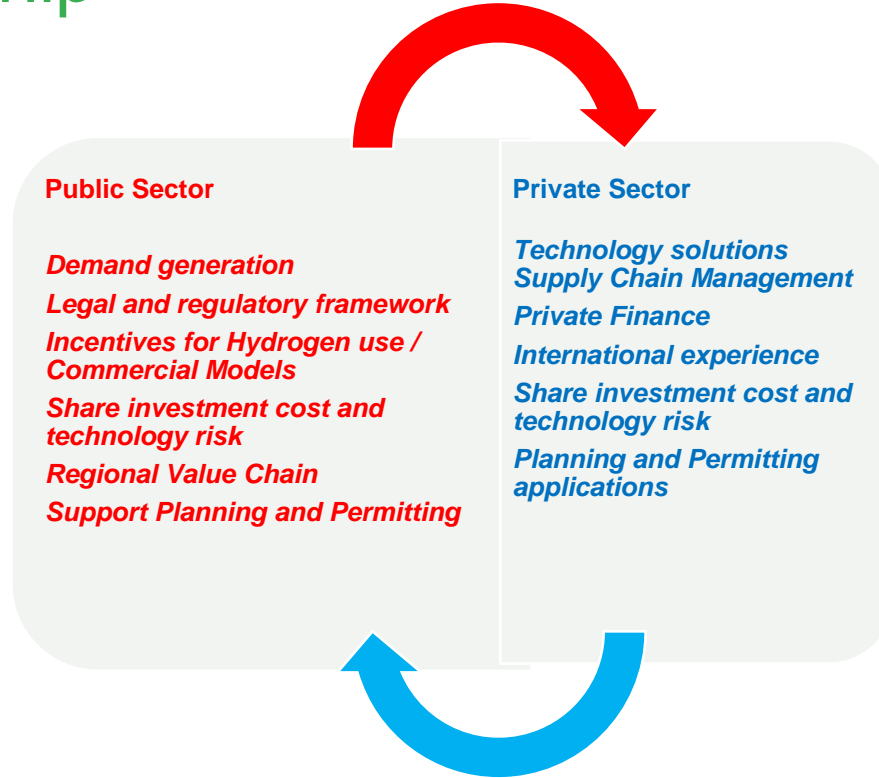 Public Sector
Demand generation
Legal and regulatory framework
Incentives for Hydrogen use /
Commercial Models
Share investment cost and
technology risk
Regional Value Chain
Support Planning and Permitting
Private Sector
Technology solutions
Supply Chain Management
Private Finance
International experience
Share investment cost and
technology risk
Planning and Permitting
applications